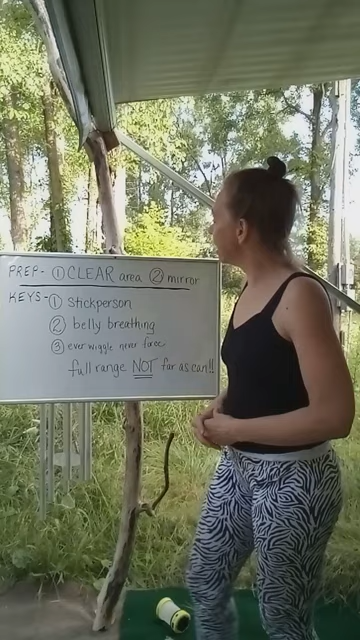 PREP- ① CLEAR area ② mirror
KEYS- ① Stickperson
② belly breathing
③ ever wiggle never force
full range NOT far as can!!